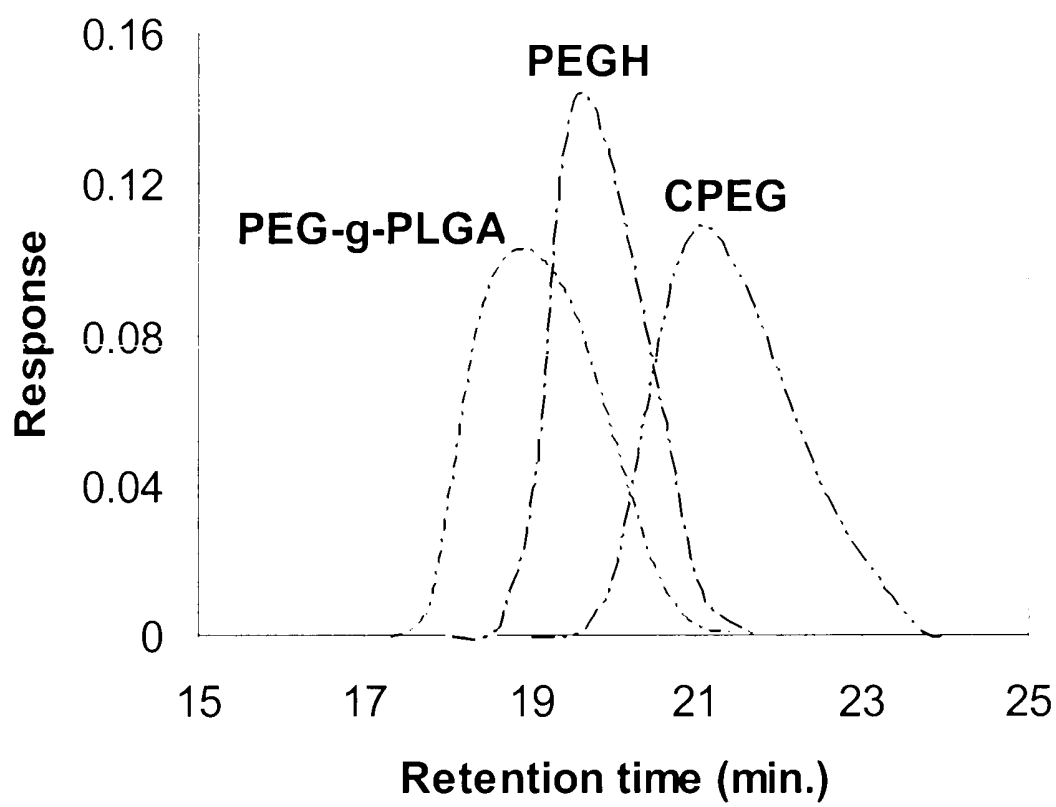 0.16
PEGH
0.12
CPEG
PEG-g-PLGA
Response
0.08
0.04
0
15 17 19 21 23 25
Retention time (min.)